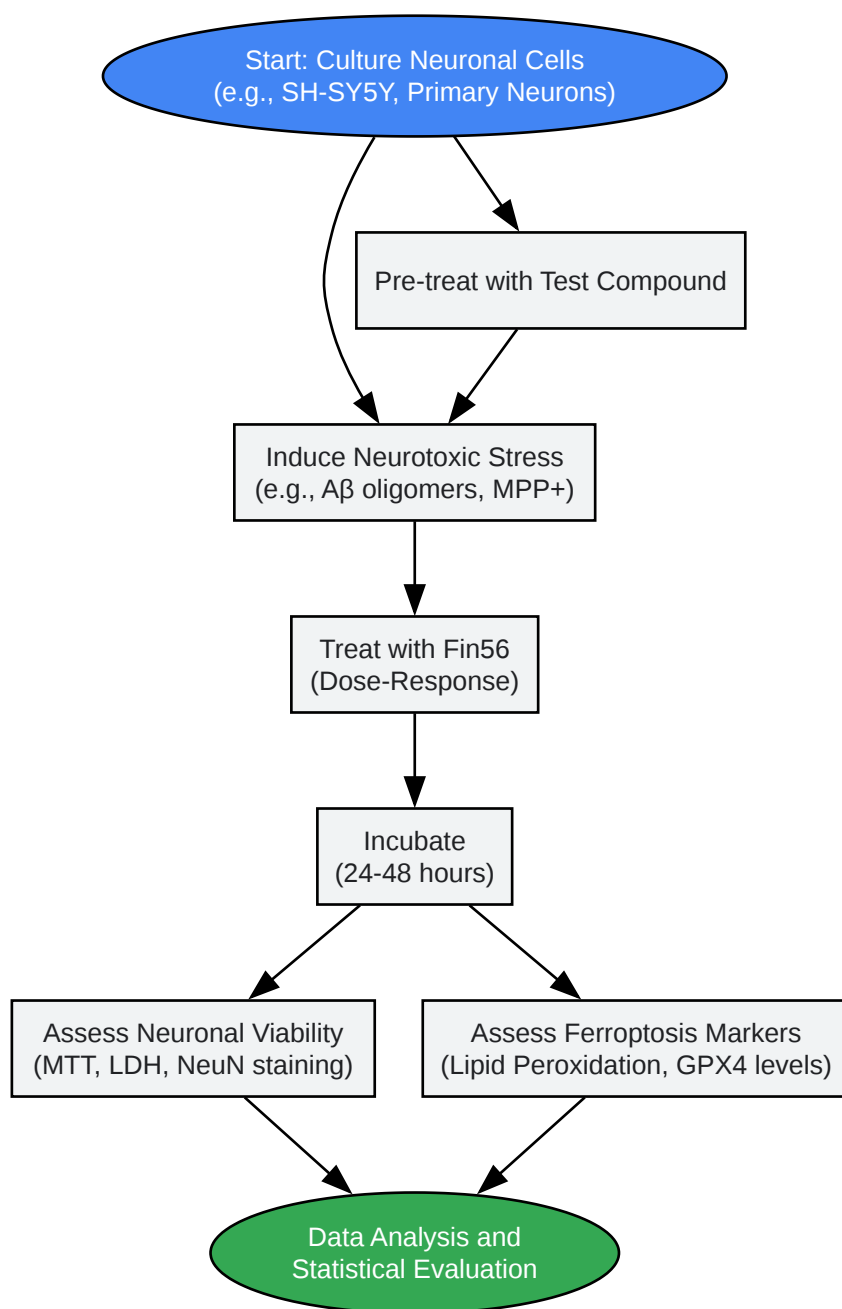 Start: Culture Neuronal Cells
(e.g., SH-SY5Y, Primary Neurons)
Pre-treat with Test Compound
Induce Neurotoxic Stress
(e.g., Aβ oligomers, MPP+)
Treat with Fin56
(Dose-Response)
Incubate
(24-48 hours)
Assess Neuronal Viability
(MTT, LDH, NeuN staining)
Assess Ferroptosis Markers
(Lipid Peroxidation, GPX4 levels)
Data Analysis and
Statistical Evaluation